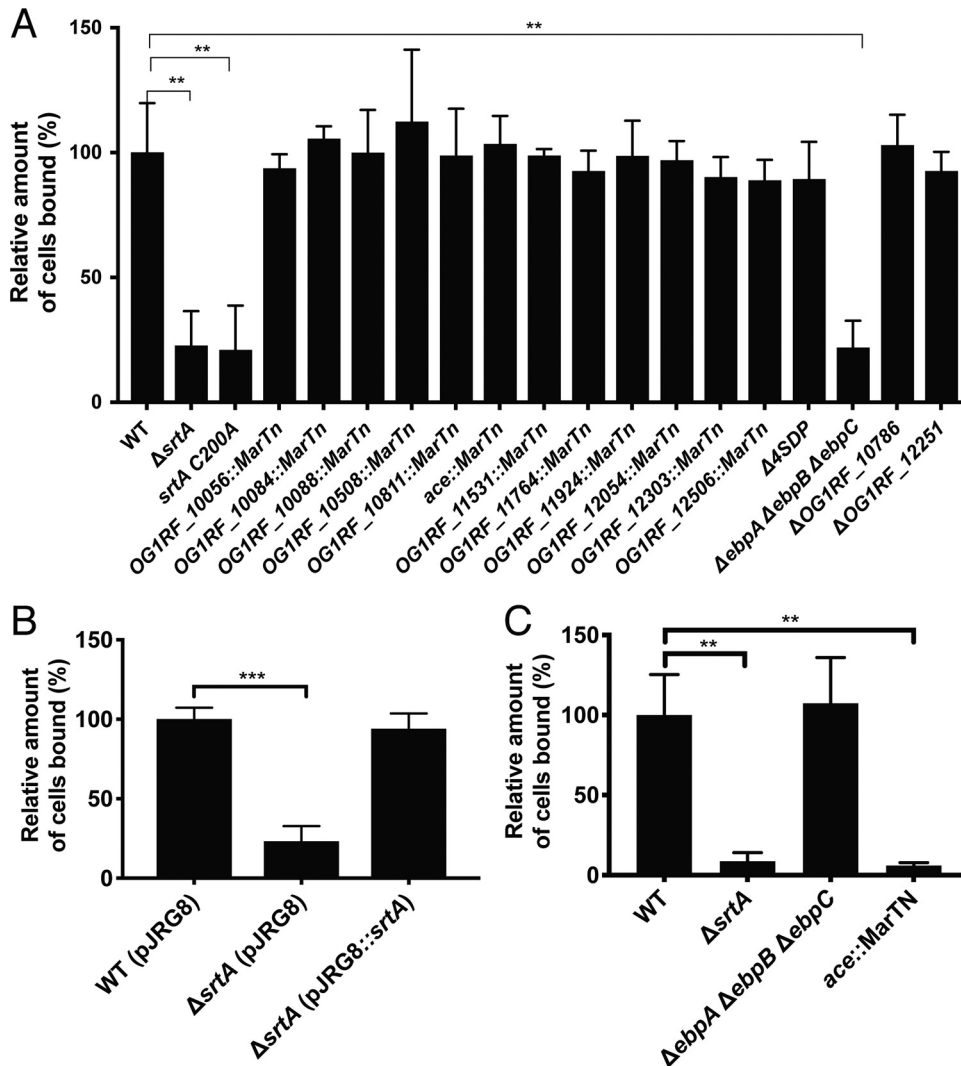 A
Relative amount
of cells bound (%)
150
100
50
0
**
**
**
WT
ΔsrtA
srtA C200A
OG1RF_10056::MarTn
OG1RF_10084::MarTn
OG1RF_10088::MarTn
OG1RF_10508::MarTn
OG1RF_10811::MarTn
ace::MarTn
OG1RF_11531::MarTn
OG1RF_11764::MarTn
OG1RF_11924::MarTn
OG1RF_12054::MarTn
OG1RF_12303::MarTn
OG1RF_12506::MarTn
Δ4SDP
ΔebpA ΔebpB ΔebpC
ΔOG1RF_10786
ΔOG1RF_12251
B
Relative amount
of cells bound (%)
150
100
50
0
***
WT (pJRG8)
ΔsrtA (pJRG8)
ΔsrtA (pJRG8::srtA)
C
Relative amount
of cells bound (%)
150
100
50
0
**
**
WT
ΔsrtA
ΔebpA ΔebpB ΔebpC
ace::MarTN